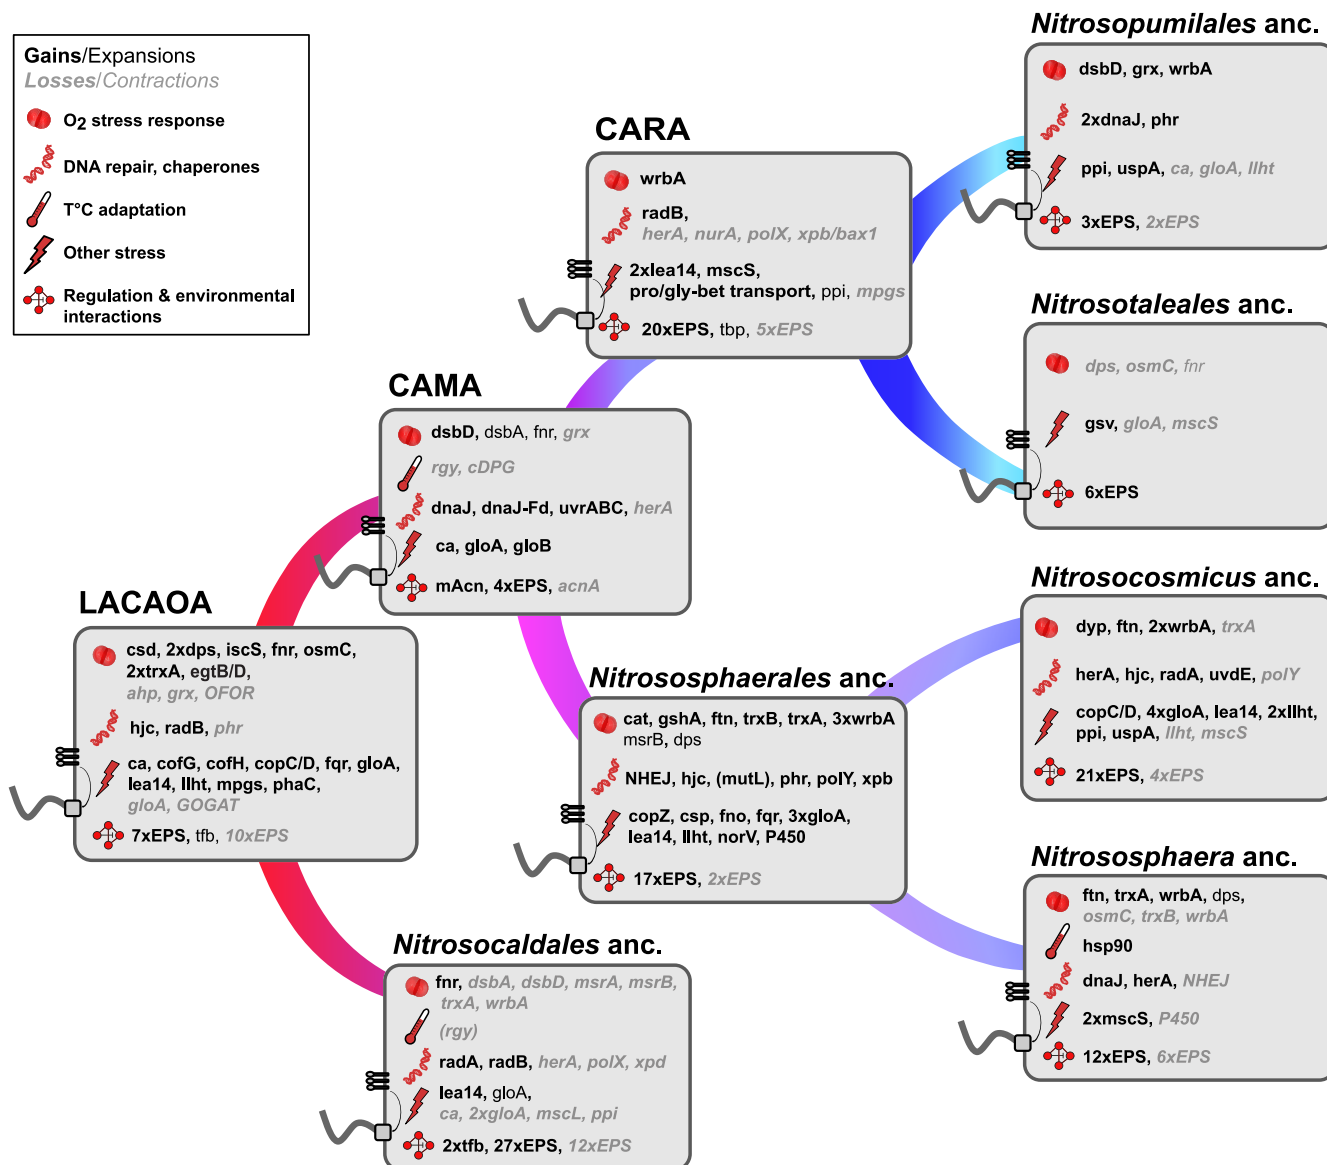 Gains/Expansions
Losses/Contractions
O2 stress response
DNA repair, chaperones
T°C adaptation
Other stress
Regulation & environmental
interactions
Nitrosopumilales anc.
dsbD, grx, wrbA
2xdnaJ, phr
ppi, uspA, ca, gloA, llht
3xEPS, 2xEPS
CARA
wrbA
radB,
herA, nurA, polX, xpb/bax1
2xlea14, mscS,
pro/gly-bet transport, ppi, mpgs
20xEPS, tbp, 5xEPS
Nitrosotaleales anc.
dps, osmC, fnr
gsv, gloA, mscS
6xEPS
CAMA
dsbD, dsbA, fnr, grx
rgy, cDPG
dnaJ, dnaJ-Fd, uvrABC, herA
ca, gloA, gloB
mAcn, 4xEPS, acnA
LACAOA
csd, 2xdps, iscS, fnr, osmC,
2xtrxA, egtB/D,
ahp, grx, OFOR
hjc, radB, phr
ca, cofG, cofH, copC/D, fqr, gloA,
lea14, llht, mpgs, phaC,
gloA, GOGAT
7xEPS, tfb, 10xEPS
Nitrosocosmicus anc.
dyp, ftn, 2xwrbA, trxA
herA, hjc, radA, uvdE, polY
copC/D, 4xgloA, lea14, 2xllht,
ppi, uspA, llht, mscS
21xEPS, 4xEPS
Nitrososphaerales anc.
cat, gshA, ftn, trxB, trxA, 3xwrbA
msrB, dps
NHEJ, hjc, (mutL), phr, polY, xpb
copZ, csp, fno, fqr, 3xgloA,
lea14, llht, norV, P450
17xEPS, 2xEPS
Nitrososphaera anc.
ftn, trxA, wrbA, dps,
osmC, trxB, wrbA
hsp90
dnaJ, herA, NHEJ
2xmscS, P450
12xEPS, 6xEPS
Nitrosocaldales anc.
fnr, dsbA, dsbD, msrA, msrB,
trxA, wrbA
(rgy)
radA, radB, herA, polX, xpd
lea14, gloA,
ca, 2xgloA, mscL, ppi
2xtfb, 27xEPS, 12xEPS